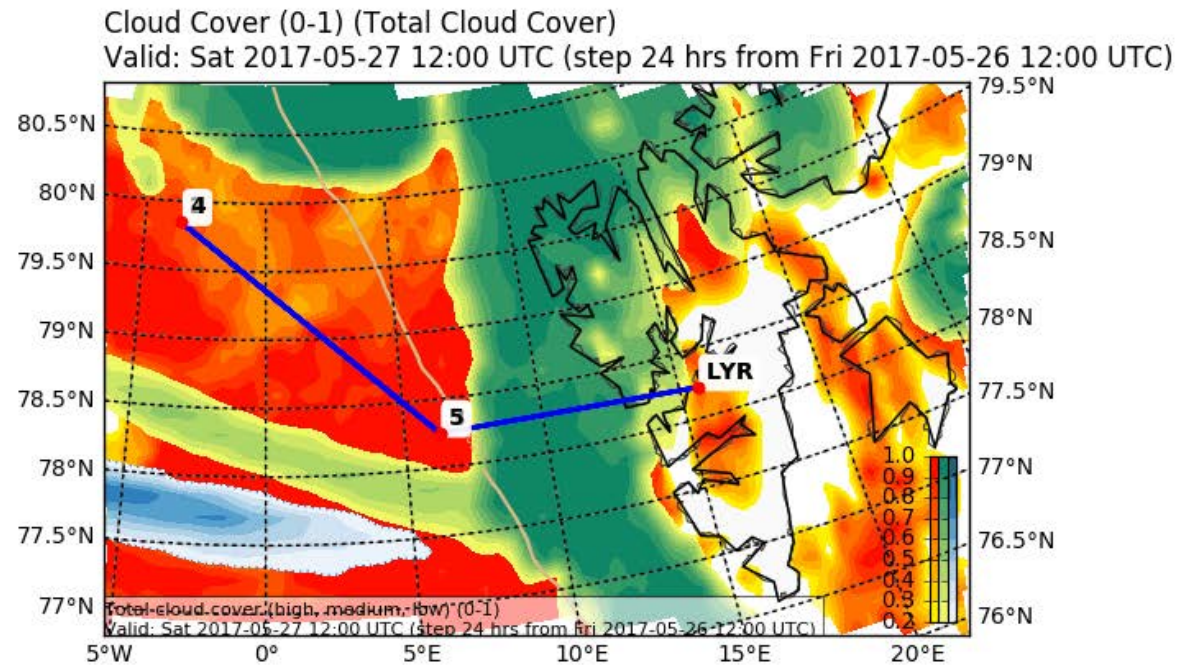 Cloud Cover (0-1) (Total Cloud Cover)
Valid: Sat 2017-05-27 12:00 UTC (step 24 hrs from Fri 2017-05-26 12:00 UTC)
79.5°N
80.5°N
79°N
80°N
4
78.5°N
79.5°N
78°N
79°N
LYR
77.5°N
78.5°N
5
77°N
78°N
1.0
0.9
0.8
0.7
0.6
0.5
0.4
0.3
0.2
77.5°N
76.5°N
77°N
76°N
Total cloud cover (high, medium, low) (0-1)
Valid: Sat 2017-05-27 12:00 UTC (step 24 hrs from Fri 2017-05-26 12:00 UTC)
5°W 0° 5°E 10°E 15°E 20°E